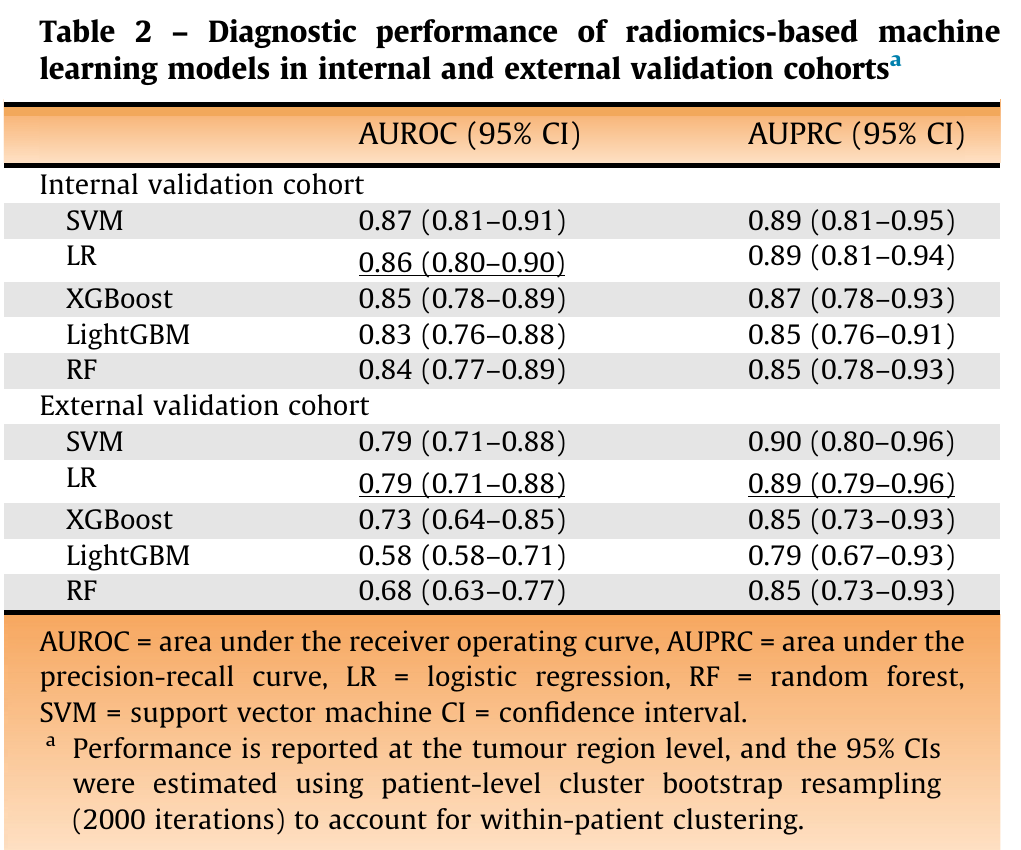 Table 2 – Diagnostic performance of radiomics-based machine
learning models in internal and external validation cohortsa
AUROC (95% CI) AUPRC (95% CI)
Internal validation cohort
SVM 0.87 (0.81–0.91) 0.89 (0.81–0.95)
LR 0.86 (0.80–0.90) 0.89 (0.81–0.94)
XGBoost 0.85 (0.78–0.89) 0.87 (0.78–0.93)
LightGBM 0.83 (0.76–0.88) 0.85 (0.76–0.91)
RF 0.84 (0.77–0.89) 0.85 (0.78–0.93)
External validation cohort
SVM 0.79 (0.71–0.88) 0.90 (0.80–0.96)
LR 0.79 (0.71–0.88) 0.89 (0.79–0.96)
XGBoost 0.73 (0.64–0.85) 0.85 (0.73–0.93)
LightGBM 0.58 (0.58–0.71) 0.79 (0.67–0.93)
RF 0.68 (0.63–0.77) 0.85 (0.73–0.93)
AUROC = area under the receiver operating curve, AUPRC = area under the
precision-recall curve, LR = logistic regression, RF = random forest,
SVM = support vector machine CI = confidence interval.
a Performance is reported at the tumour region level, and the 95% CIs
were estimated using patient-level cluster bootstrap resampling
(2000 iterations) to account for within-patient clustering.